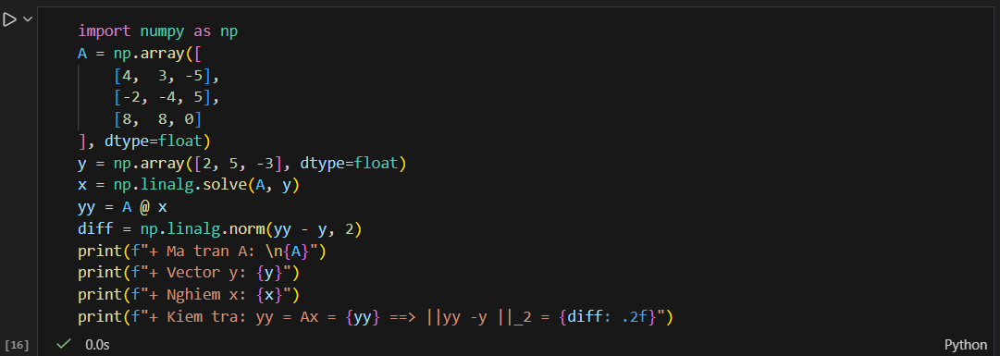 import numpy as np
A = np.array([
    [4,  3, -5],
    [-2, -4, 5],
    [8,  8, 0]
], dtype=float)
y = np.array([2, 5, -3], dtype=float)
x = np.linalg.solve(A, y)
yy = A @ x
diff = np.linalg.norm(yy - y, 2)
print(f"+ Ma tran A: \n{A}")
print(f"+ Vector y: {y}")
print(f"+ Nghiem x: {x}")
print(f"+ Kiem tra: yy = Ax = {yy} ==> ||yy -y ||_2 = {diff: .2f}")
[16] 0.0s Python